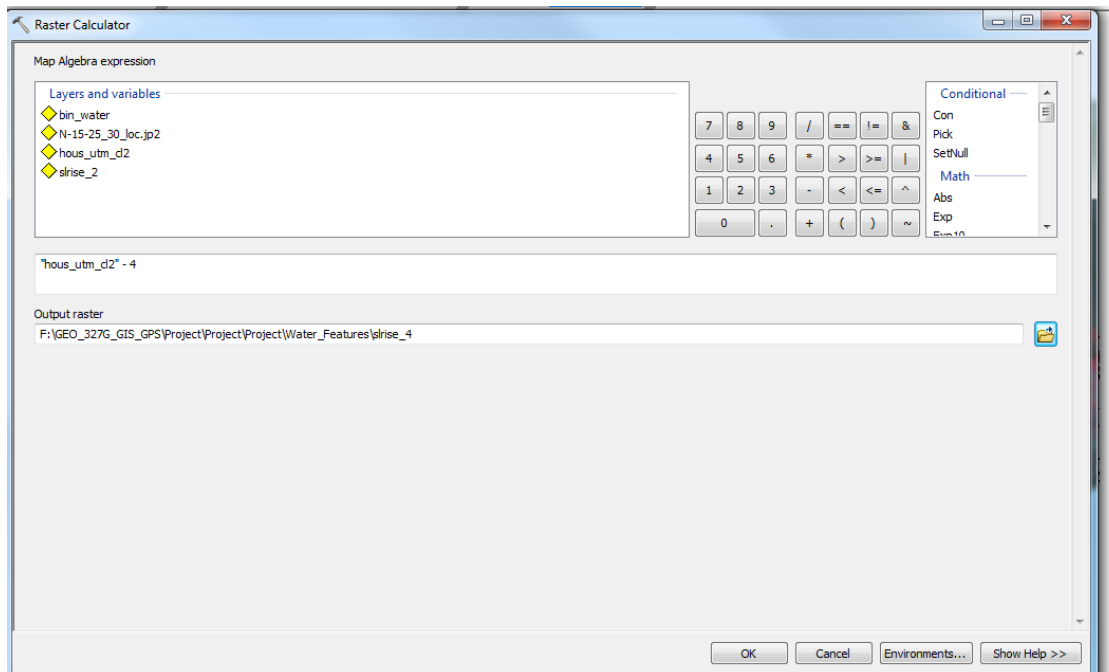 Raster Calculator
Map Algebra expression
Layers and variables
bin_water
N-15-25_30_loc.jp2
hous_utm_cl2
slrise_2
7 8 9 / == != &
4 5 6 * > >= |
1 2 3 - < <= ^
0 . + ( ) ~
Conditional
Con
Pick
SetNull
Math
Abs
Exp
Exp10
"hous_utm_cl2" - 4
Output raster
F:\GEO_327G_GIS_GPS\Project\Project\Project\Water_Features\slrise_4
OK Cancel Environments... Show Help >>